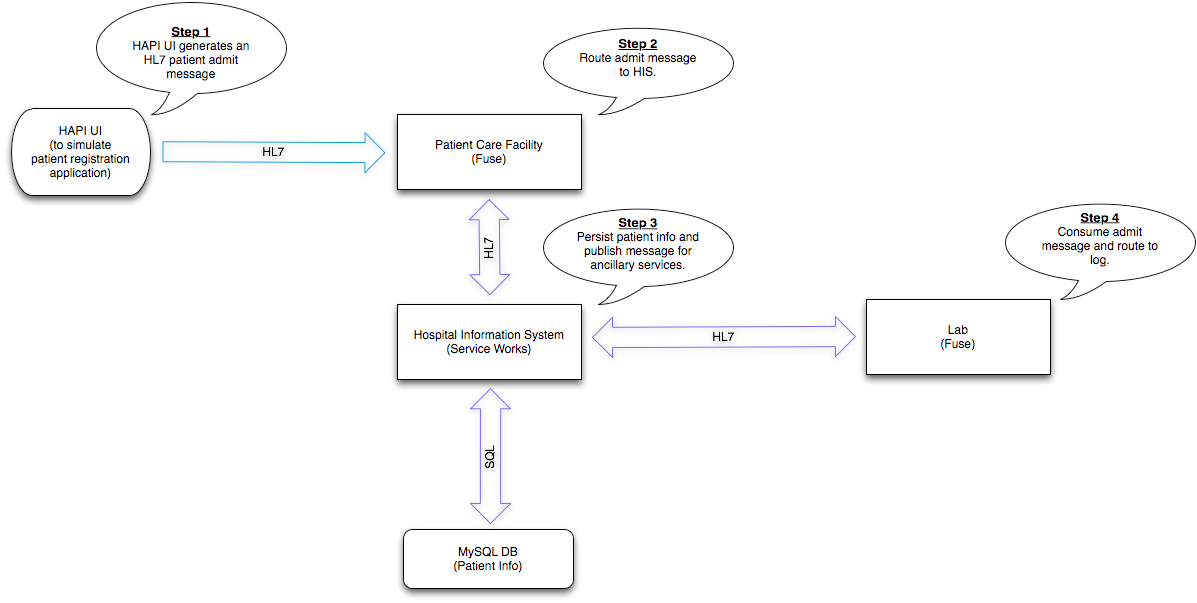 Step 1
HAPI UI generates an
HL7 patient admit
message
Step 2
Route admit message
to HIS.
HAPI UI
(to simulate
patient registration
application)
HL7
Patient Care Facility
(Fuse)
HL7
Step 3
Persist patient info and
publish message for
ancillary services.
Step 4
Consume admit
message and route to
log.
Hospital Information System
(Service Works)
HL7
Lab
(Fuse)
SQL
MySQL DB
(Patient Info)